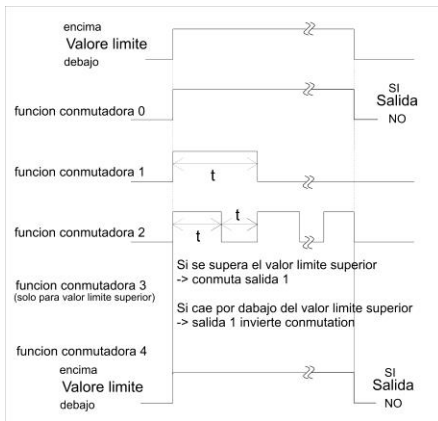 encima
Valore limite
debajo
SI
Salida
NO
funcion conmutadora 0
funcion conmutadora 1
t
funcion conmutadora 2
t
t
funcion conmutadora 3
(solo para valor limite superior)
Si se supera el valor limite superior
-> conmuta salida 1
Si cae por dabajo del valor limite superior
-> salida 1 invierte conmutation
funcion conmutadora 4
encima
Valore limite
debajo
SI
Salida
NO